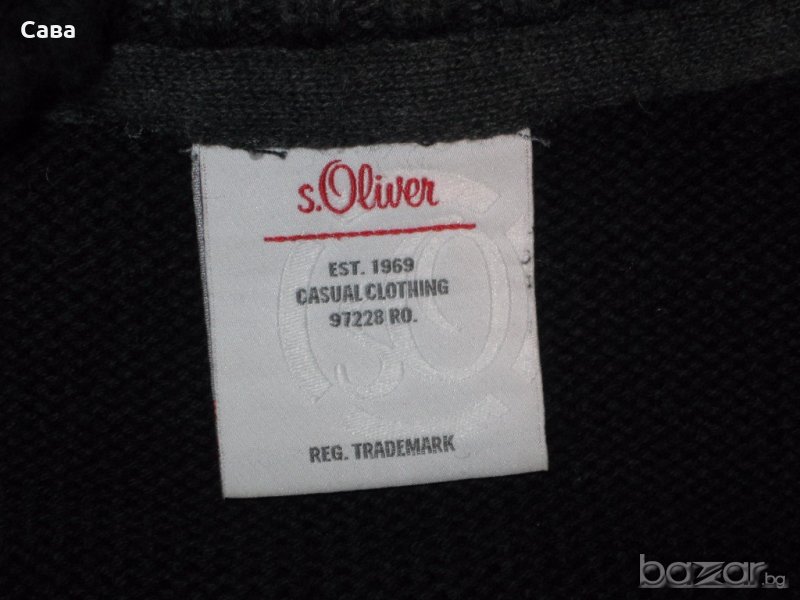 Сава
s.Oliver
EST. 1969
CASUAL CLOTHING
97228 RO.
REG. TRADEMARK
bazar.bg